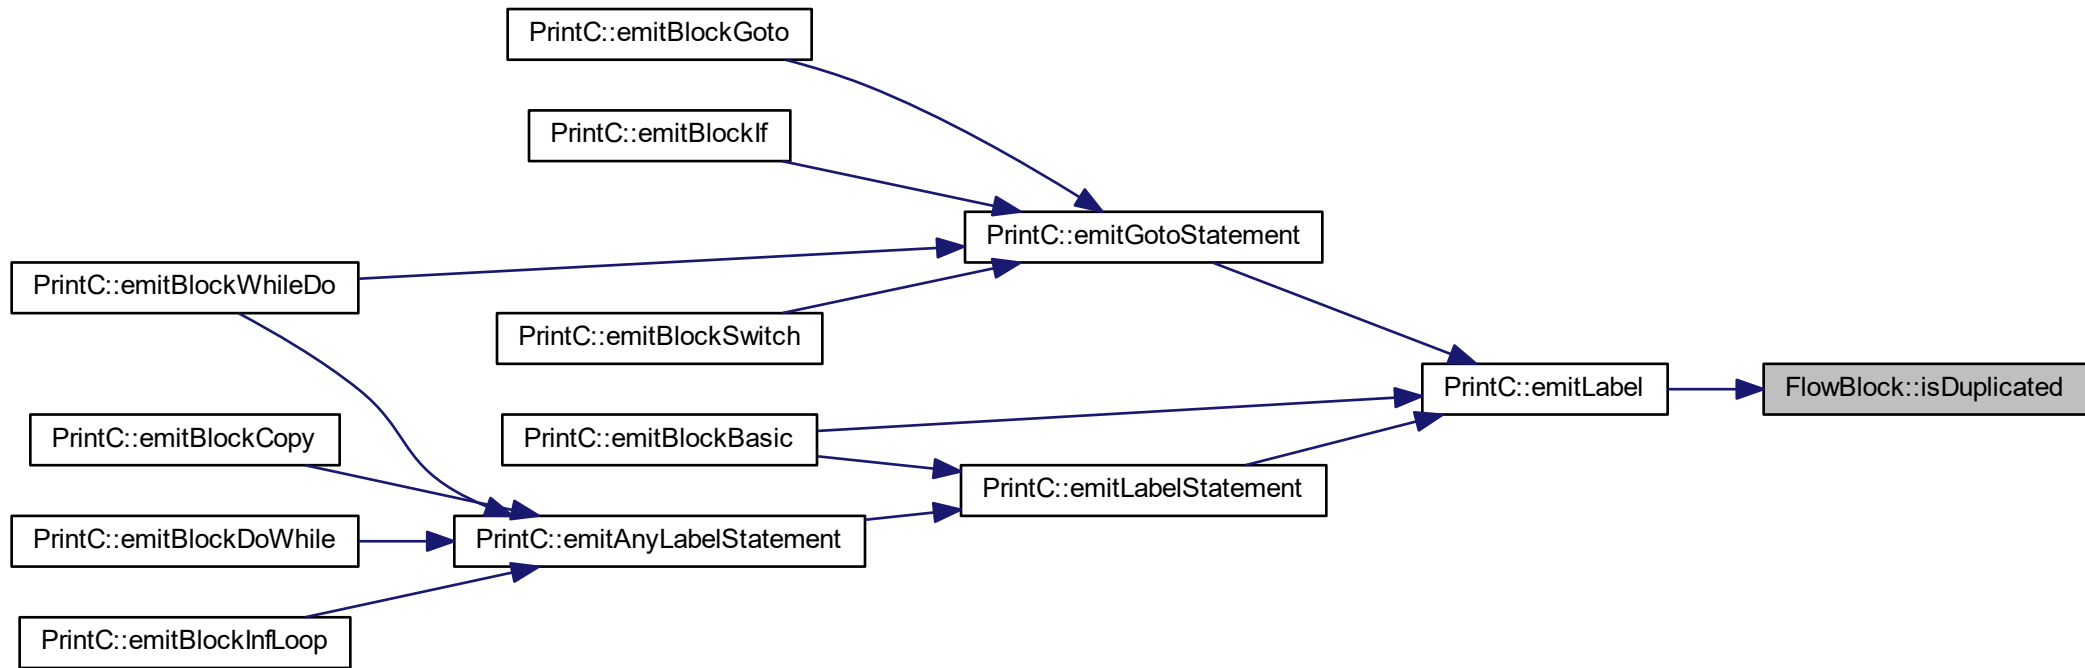 PrintC::emitBlockGoto
PrintC::emitBlockIf
PrintC::emitGotoStatement
PrintC::emitBlockWhileDo
PrintC::emitBlockSwitch
PrintC::emitLabel
FlowBlock::isDuplicated
PrintC::emitBlockCopy
PrintC::emitBlockBasic
PrintC::emitLabelStatement
PrintC::emitBlockDoWhile
PrintC::emitAnyLabelStatement
PrintC::emitBlockInfLoop